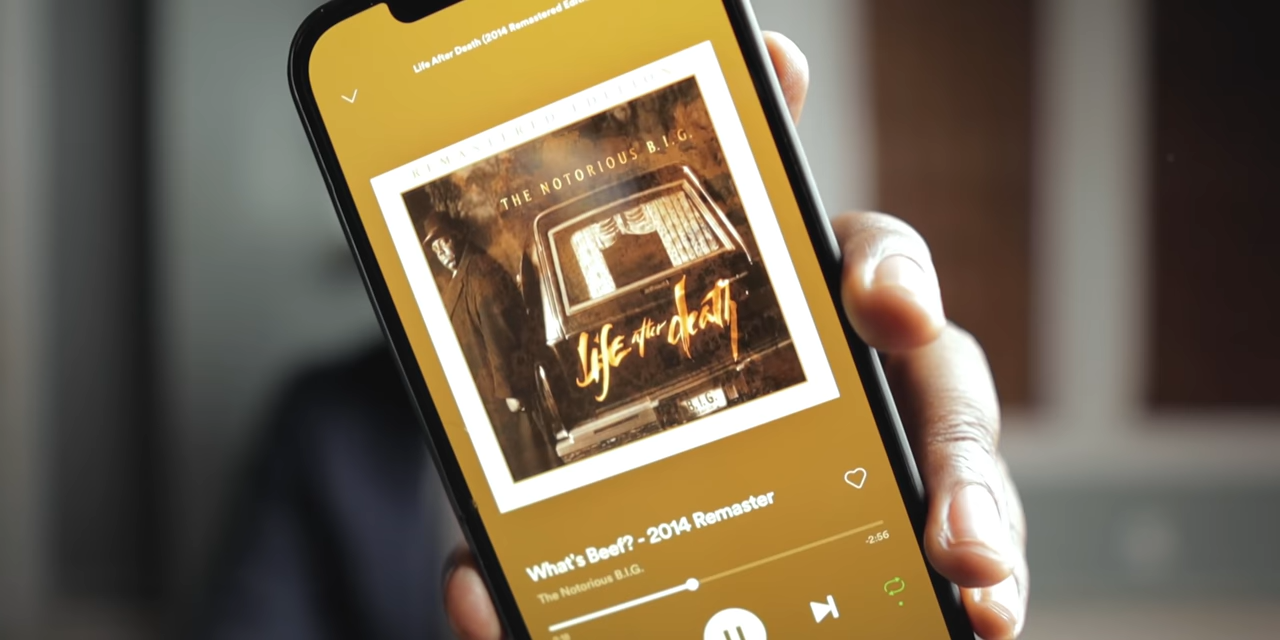 Life After Death (2014 Remastered
REMASTERED EDITION
THE NOTORIOUS B.I.G.
Life after death
B.I.G.
What's Beef? - 2014 Remaster
The Notorious B.I.G.
-2:56